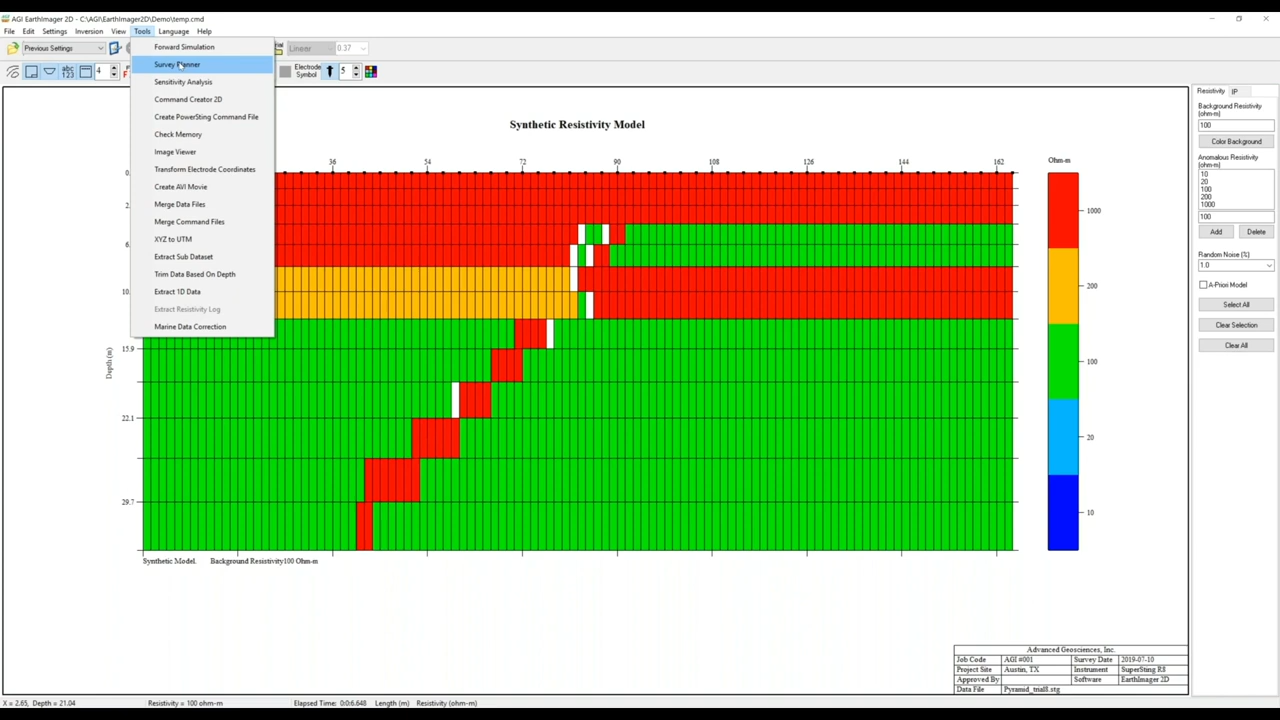 AGI EarthImager 2D - C:\AGI\EarthImager2D\Demo\temp.cmd
File Edit Settings Inversion View Tools Language Help
Previous Settings
Linear 0.37
abc 123
4
Electrode Symbol
5
Forward Simulation
Survey Planner
Sensitivity Analysis
Command Creator 2D
Create PowerSting Command File
Check Memory
Image Viewer
Transform Electrode Coordinates
Create AVI Movie
Merge Data Files
Merge Command Files
XYZ to UTM
Extract Sub Dataset
Trim Data Based On Depth
Extract 1D Data
Extract Resistivity Log
Marine Data Correction
Synthetic Resistivity Model
36 54 72 90 108 126 144 162
15.9
22.1
29.7
Depth (m)
Synthetic Model. Background Resistivity100 Ohm-m
Ohm-m
1000
200
100
20
10
Resistivity IP
Background Resistivity
(ohm-m)
100
Color Background
Anomalous Resistivity
(ohm-m)
10
20
100
200
1000
100
Add Delete
Random Noise (%)
1.0
A-Priori Model
Select All
Clear Selection
Clear All
Advanced Geosciences, Inc.
Job Code AGI #001 Survey Date 2019-07-10
Project Site Austin, TX Instrument SuperSting R8
Approved By Software EarthImager 2D
Data File Pyramid_trial8.stg
X = 2.65, Depth = 21.04 Resistivity = 100 ohm-m Elapsed Time: 0:0:6.648 Length (m) Resistivity (ohm-m)